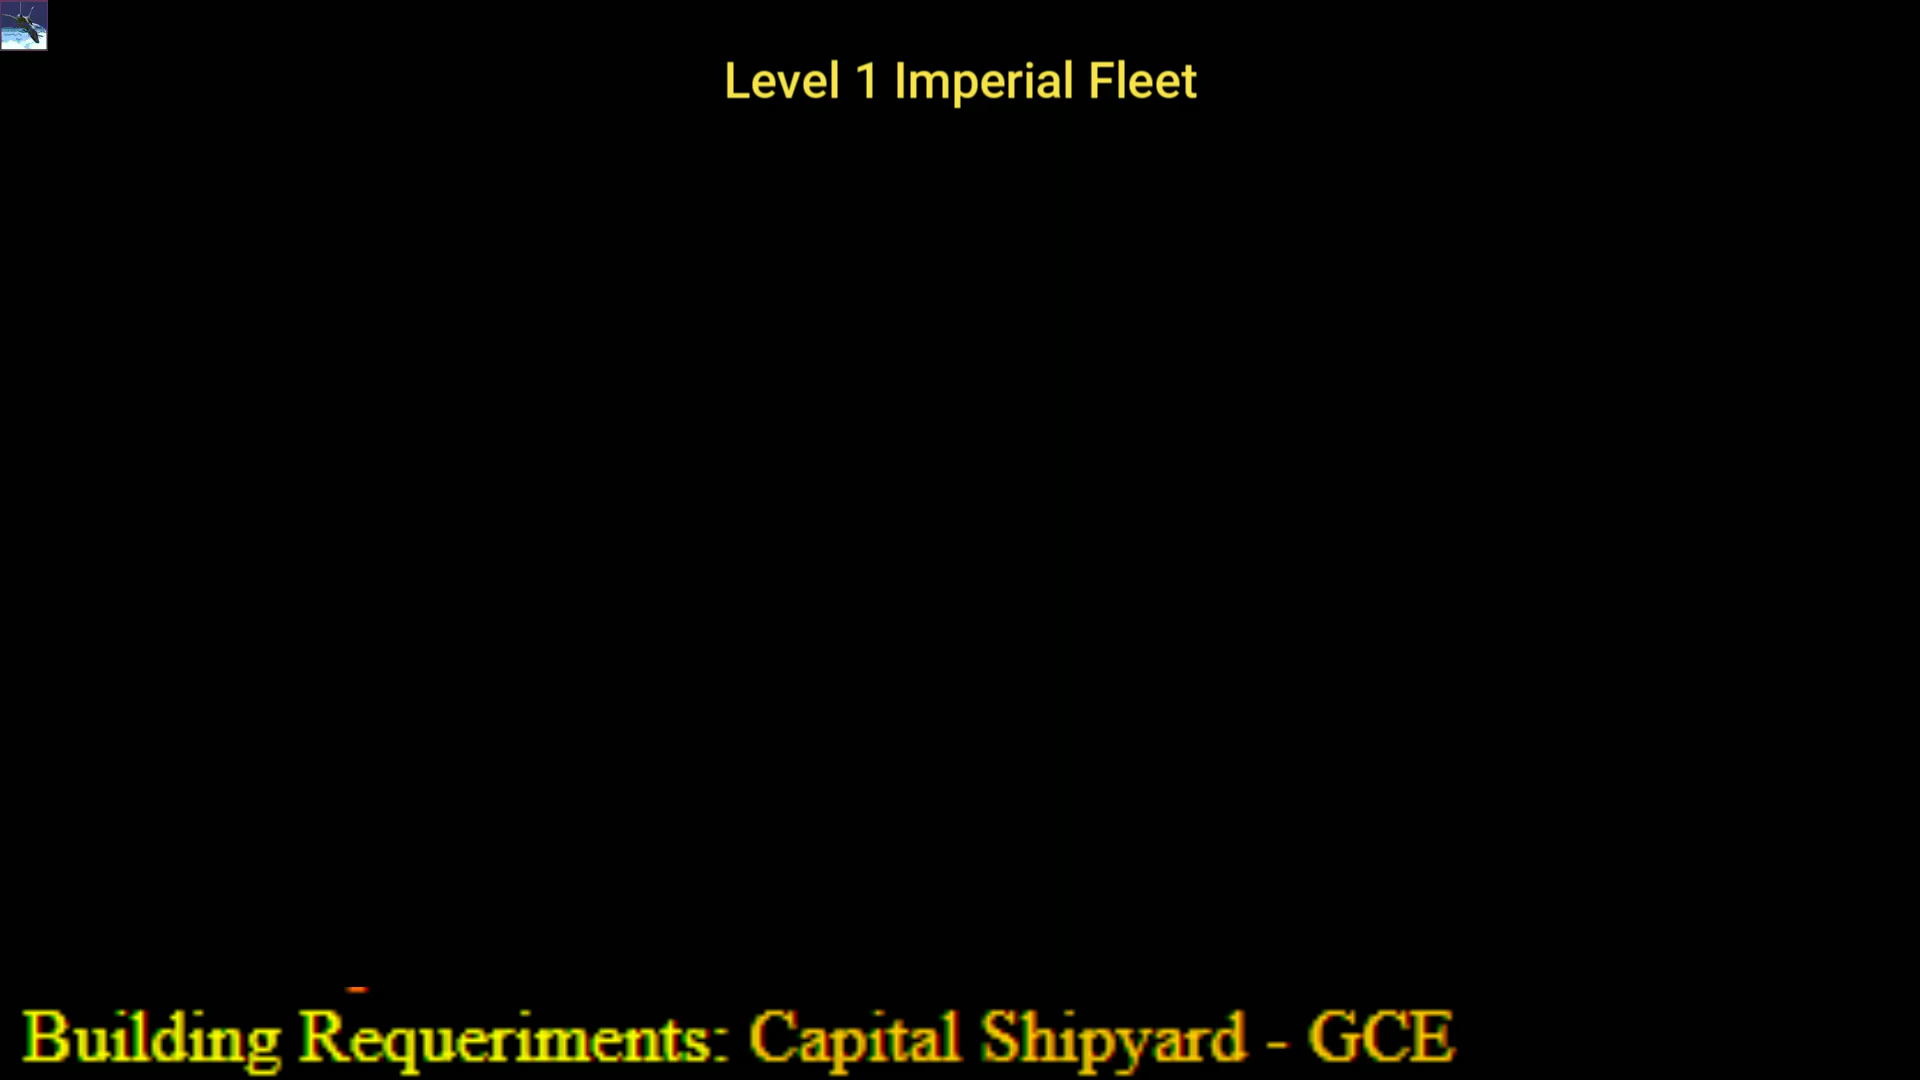 Level 1 Imperial Fleet
Building Requeriments: Capital Shipyard - GCE